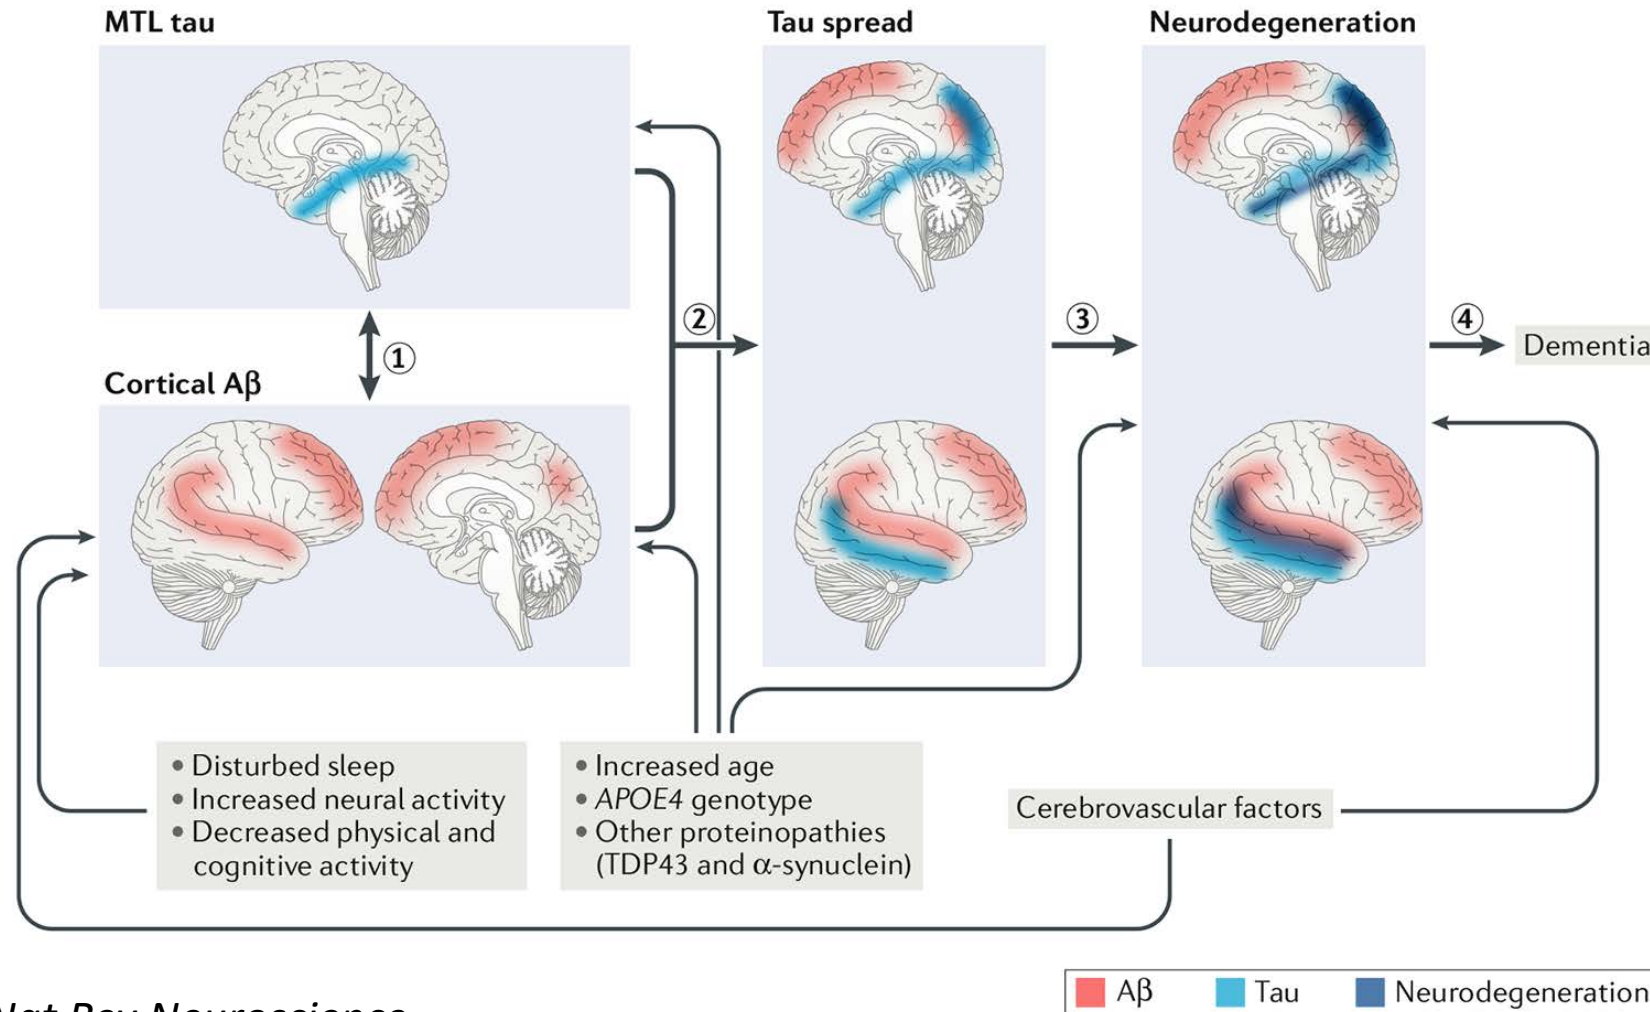 MTL tau
Tau spread
Neurodegeneration
②
③
④
Dementia
①
Cortical Aβ
• Disturbed sleep
• Increased neural activity
• Decreased physical and
cognitive activity
• Increased age
• APOE4 genotype
• Other proteinopathies
(TDP43 and α-synuclein)
Cerebrovascular factors
Aβ
Tau
Neurodegeneration